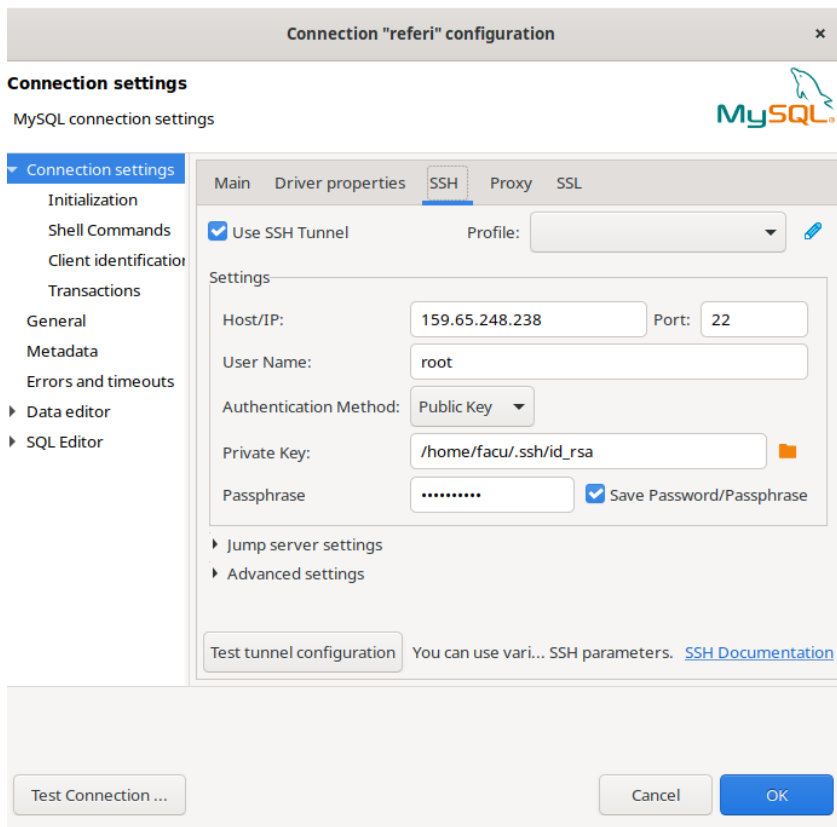 Connection "referi" configuration ×
Connection settings
MySQL connection settings
MySQL®
Connection settings
Initialization
Shell Commands
Client identification
Transactions
General
Metadata
Errors and timeouts
Data editor
SQL Editor
Main Driver properties SSH Proxy SSL
Use SSH Tunnel Profile:
Settings
Host/IP: 159.65.248.238 Port: 22
User Name: root
Authentication Method: Public Key
Private Key: /home/facu/.ssh/id_rsa
Passphrase •••••••••• Save Password/Passphrase
Jump server settings
Advanced settings
Test tunnel configuration You can use vari... SSH parameters. SSH Documentation
Test Connection ... Cancel OK